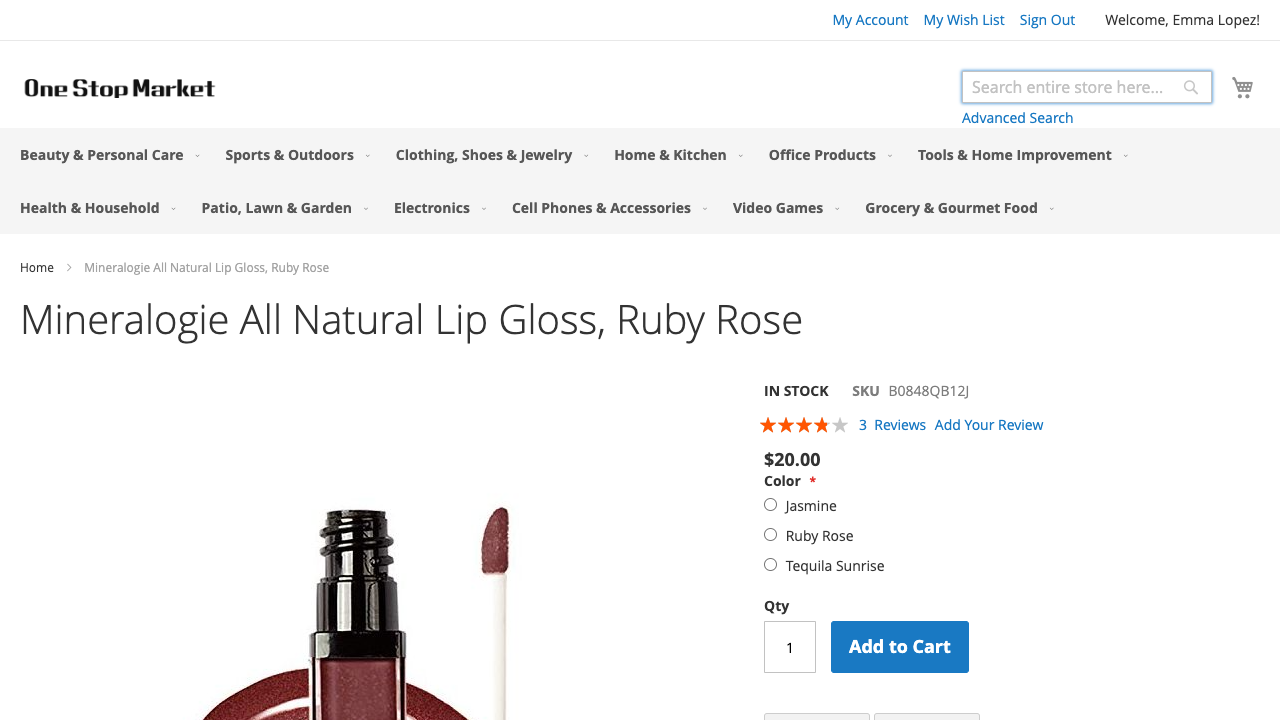 My Account My Wish List Sign Out Welcome, Emma Lopez!
One Stop Market
Search entire store here...
Advanced Search
Beauty & Personal Care Sports & Outdoors Clothing, Shoes & Jewelry Home & Kitchen Office Products Tools & Home Improvement
Health & Household Patio, Lawn & Garden Electronics Cell Phones & Accessories Video Games Grocery & Gourmet Food
Home Mineralogie All Natural Lip Gloss, Ruby Rose
Mineralogie All Natural Lip Gloss, Ruby Rose
IN STOCK SKU B0848QB12J
3 Reviews Add Your Review
$20.00
Color *
Jasmine
Ruby Rose
Tequila Sunrise
Qty
1 Add to Cart